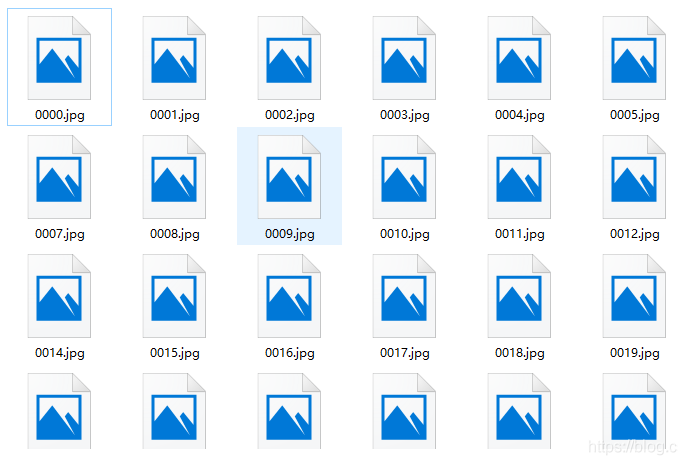 0000.jpg 0001.jpg 0002.jpg 0003.jpg 0004.jpg 0005.jpg
0007.jpg 0008.jpg 0009.jpg 0010.jpg 0011.jpg 0012.jpg
0014.jpg 0015.jpg 0016.jpg 0017.jpg 0018.jpg 0019.jpg
https://blog.c